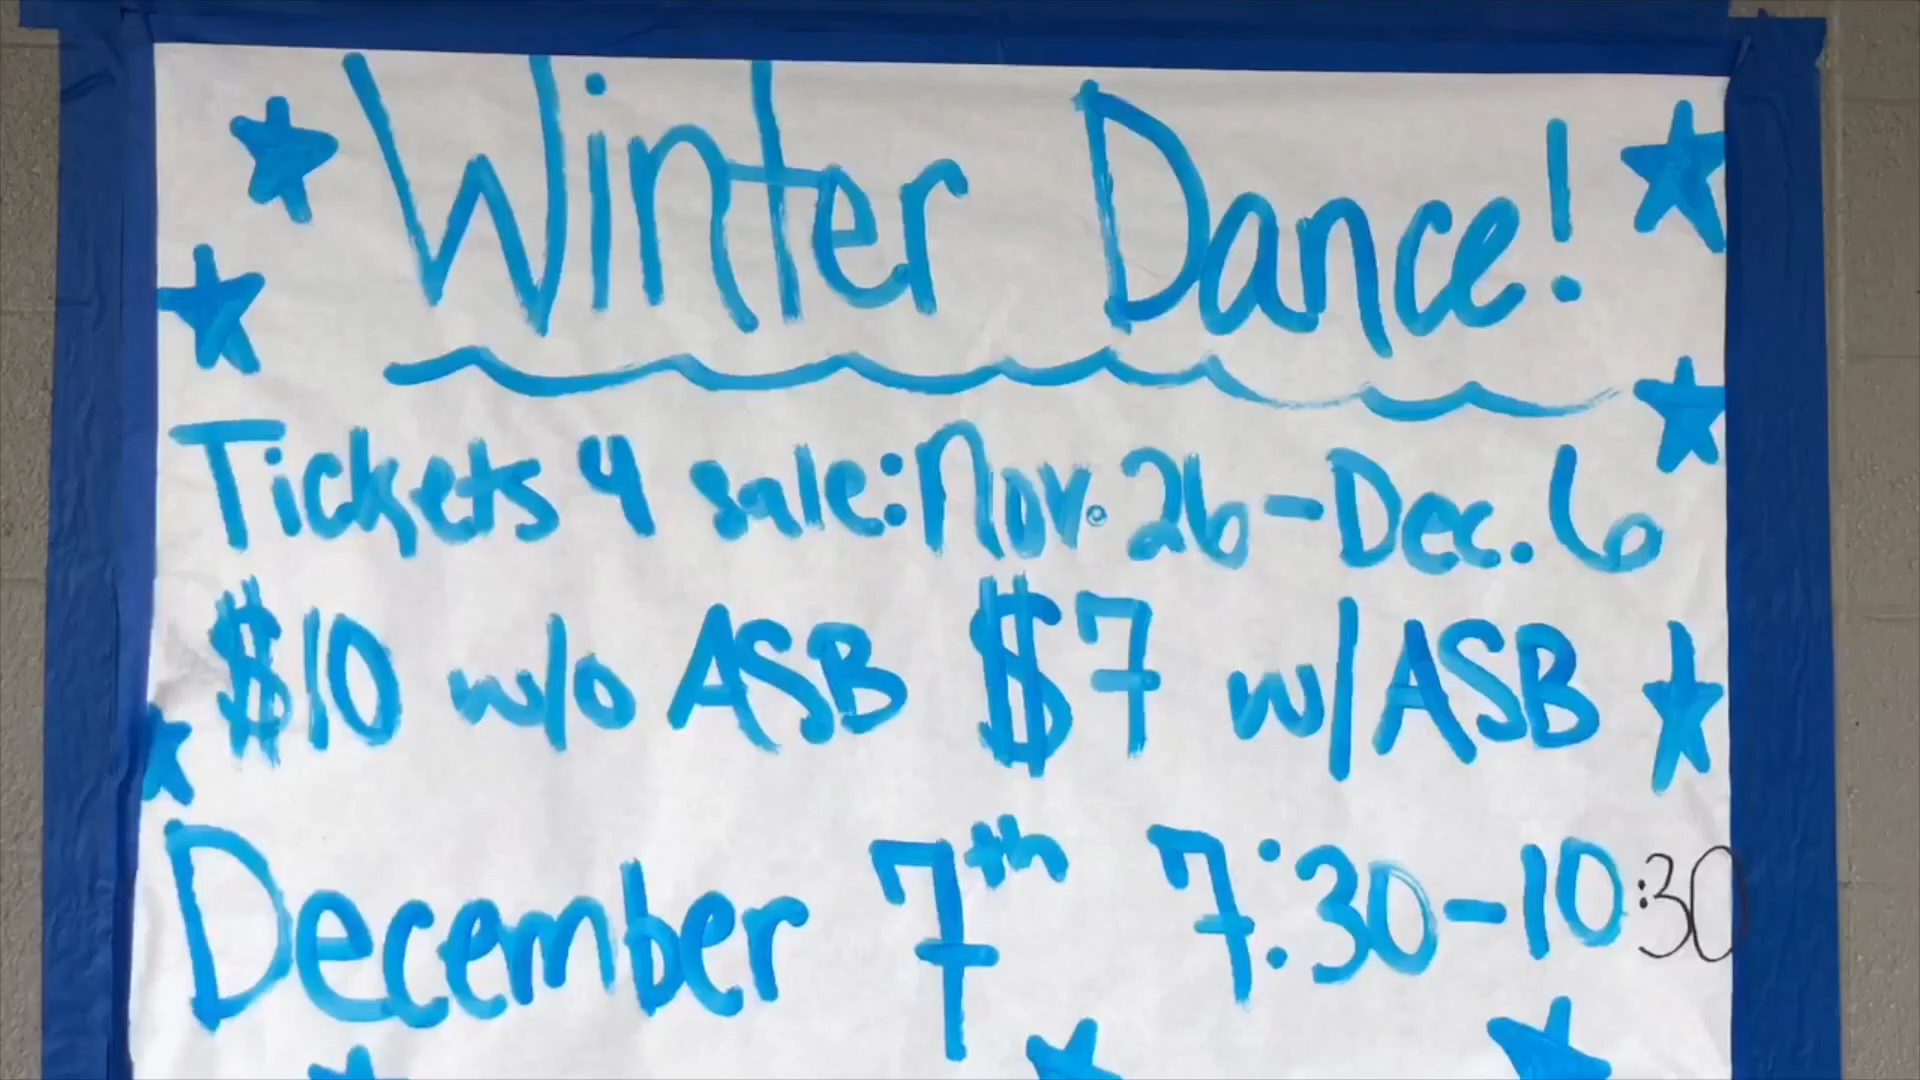 Winter Dance!
Tickets 4 sale: Nov. 26-Dec. 6
$10 w/o ASB $7 w/ASB
December 7th 7:30-10:30